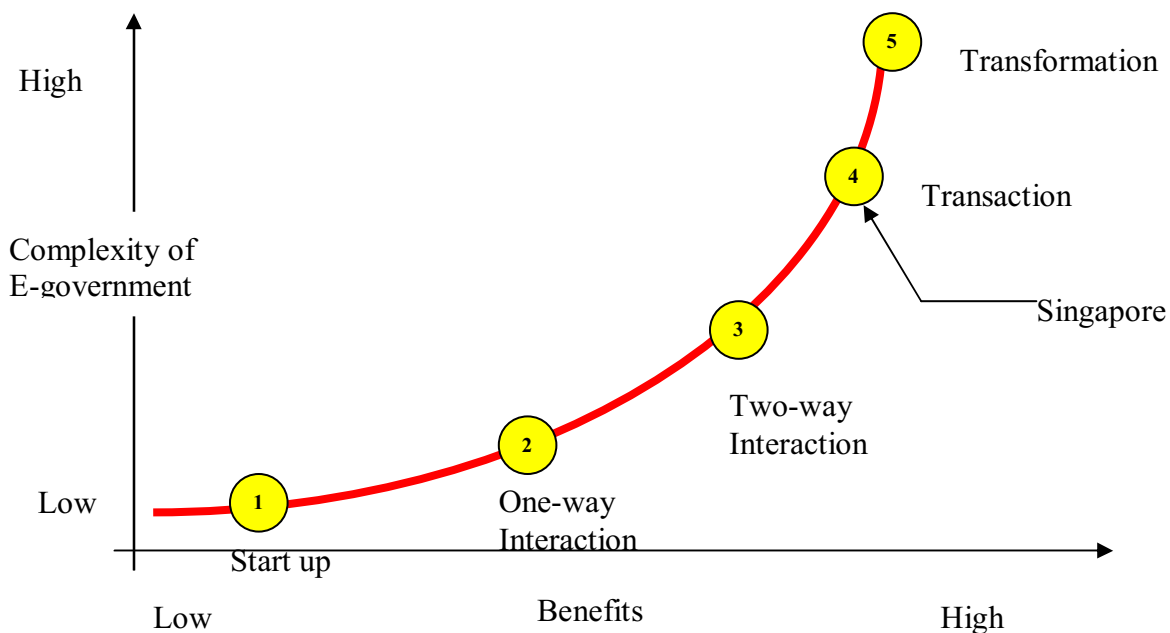 5
Transformation
High
4
Transaction
Complexity of
E-government
Singapore
3
Two-way
Interaction
2
1
Low
One-way
Interaction
Start up
Low
Benefits
High